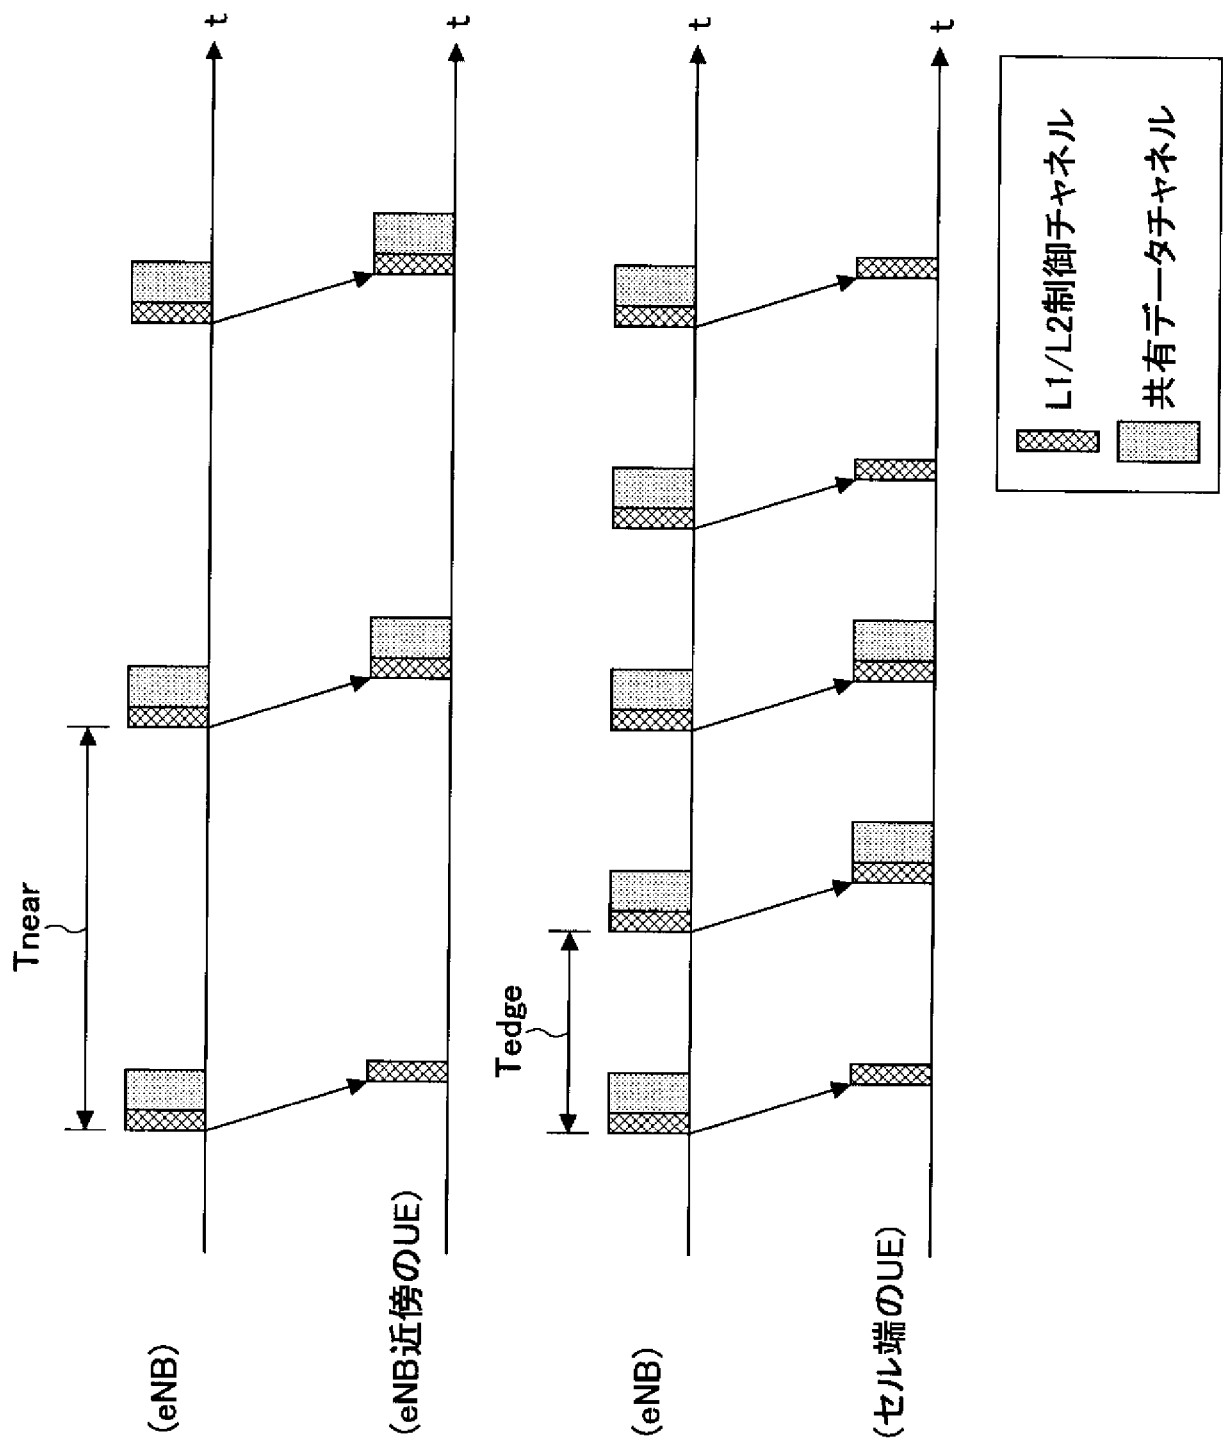 Tnear
(eNB)
t
(eNB近傍のUE)
t
Tedge
(eNB)
t
(セル端のUE)
t
L1/L2制御チャネル
共有データチャネル